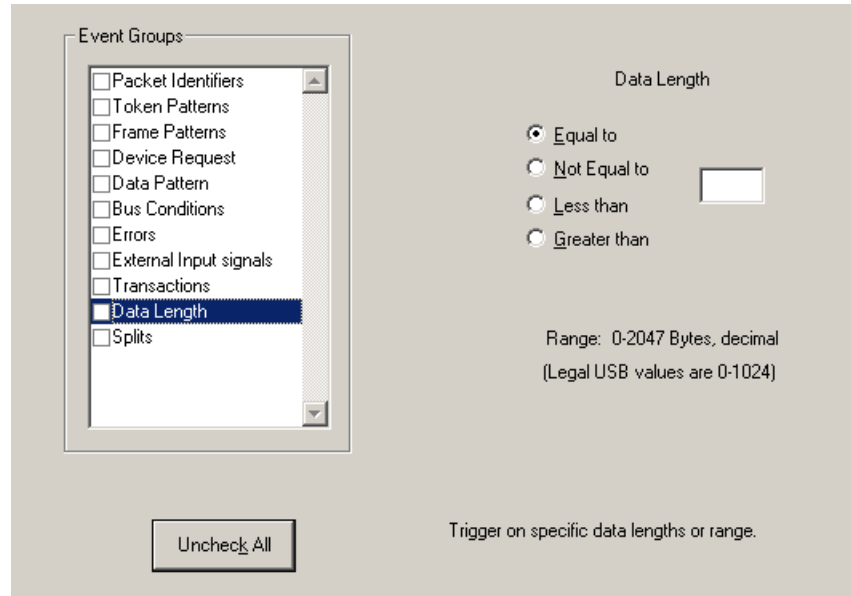 Event Groups
Packet Identifiers
Token Patterns
Frame Patterns
Device Request
Data Pattern
Bus Conditions
Errors
External Input signals
Transactions
Data Length
Splits
Uncheck All
Data Length
Equal to
Not Equal to
Less than
Greater than
Range: 0-2047 Bytes, decimal
(Legal USB values are 0-1024)
Trigger on specific data lengths or range.